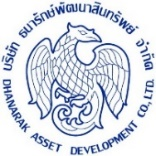 บริษัท ธนารักษ์พัฒนาสินทรัพย์ จำกัด
DHANARAK ASSET DEVELOPMENT CO., LTD.